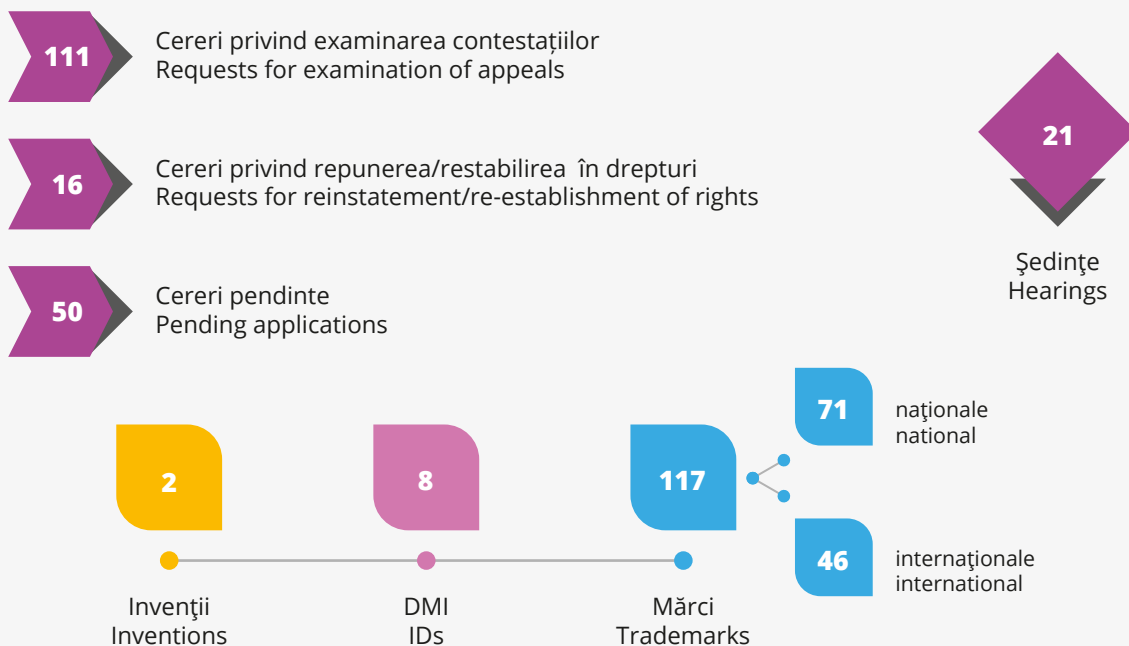 111
Cereri privind examinarea contestațiilor
Requests for examination of appeals
16
Cereri privind repunerea/restabilirea în drepturi
Requests for reinstatement/re-establishment of rights
50
Cereri pendinte
Pending applications
21
Şedinţe
Hearings
2
Invenţii
Inventions
8
DMI
IDs
117
Mărci
Trademarks
71
naţionale
national
46
internaţionale
international